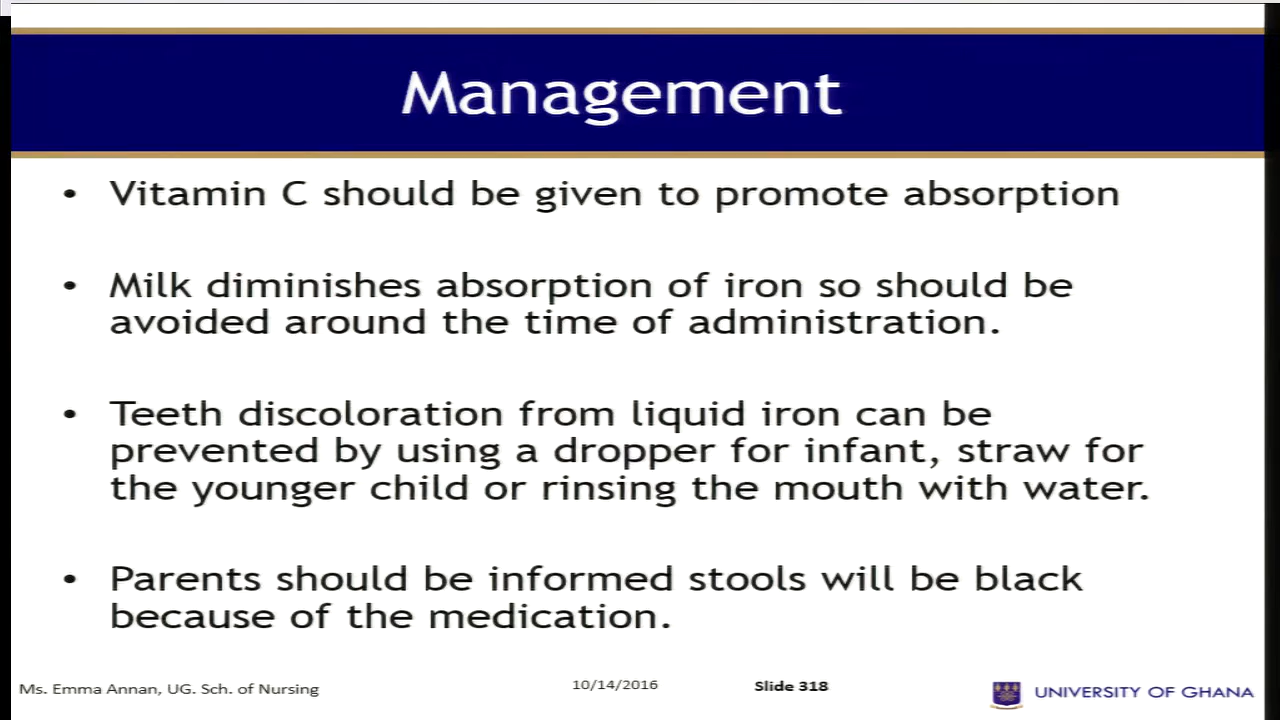 Management
• Vitamin C should be given to promote absorption
• Milk diminishes absorption of iron so should be
avoided around the time of administration.
• Teeth discoloration from liquid iron can be
prevented by using a dropper for infant, straw for
the younger child or rinsing the mouth with water.
• Parents should be informed stools will be black
because of the medication.
Ms. Emma Annan, UG. Sch. of Nursing
10/14/2016
Slide 318
UNIVERSITY OF GHANA